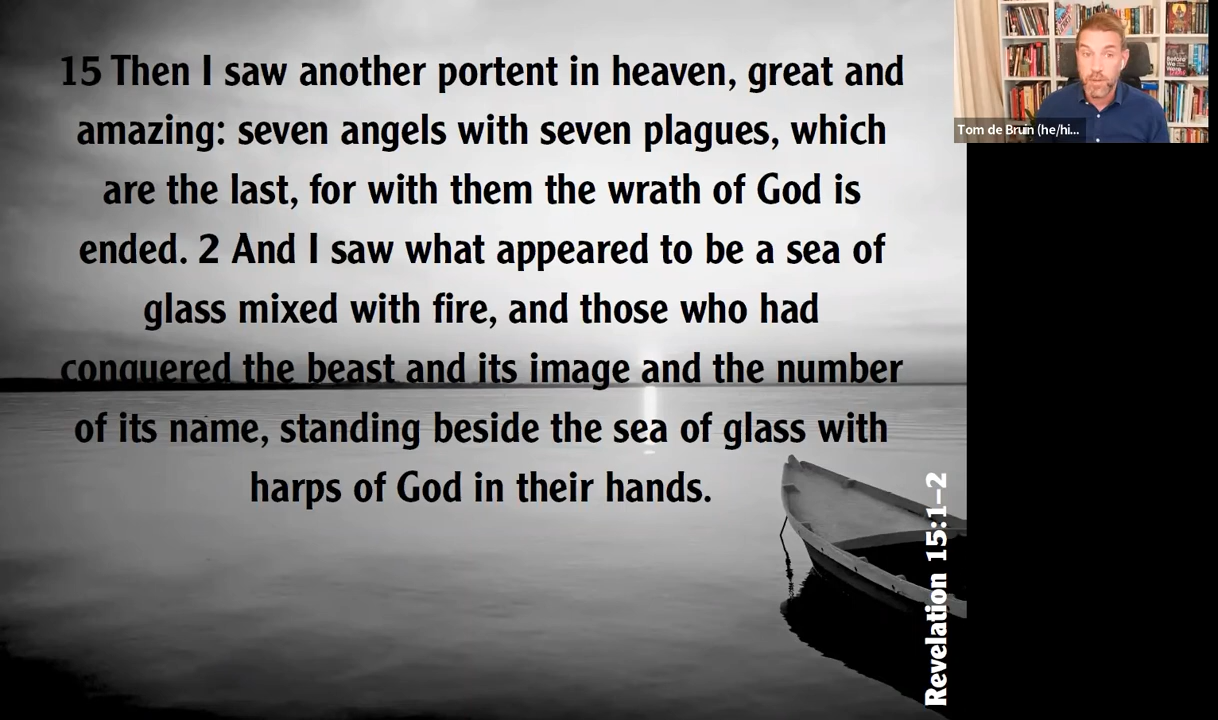 15 Then I saw another portent in heaven, great and
amazing: seven angels with seven plagues, which
are the last, for with them the wrath of God is
ended. 2 And I saw what appeared to be a sea of
glass mixed with fire, and those who had
conquered the beast and its image and the number
of its name, standing beside the sea of glass with
harps of God in their hands.
Revelation 15:1–2
Tom de Bruin (he/hi...